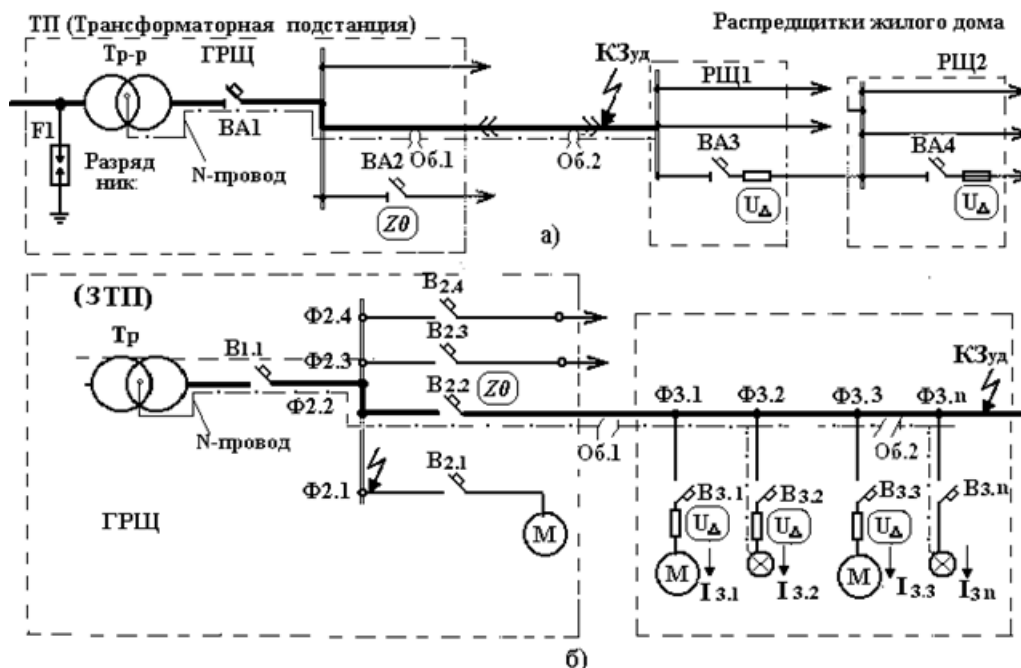 ТП (Трансформаторная подстанция)
Распредщитки жилого дома
Тр-р
ГРЩ
КЗуд
РЩ1
РЩ2
F1
ВА1
Разряд
ник:
N-провод
ВА2
Об.1
Об.2
ВА3
ВА4
Zθ
UΔ
UΔ
а)
(ЗТП)
Тр
В1.1
Ф2.4
В2.4
Ф2.3
В2.3
Ф2.2
В2.2
Zθ
КЗуд
Ф3.1
Ф3.2
Ф3.3
Ф3.n
N-провод
Об.1
Об.2
Ф2.1
В2.1
В3.1
В3.2
В3.3
В3.n
ГРЩ
М
UΔ
UΔ
UΔ
М
М
I3.1
I3.2
I3.3
I3n
б)